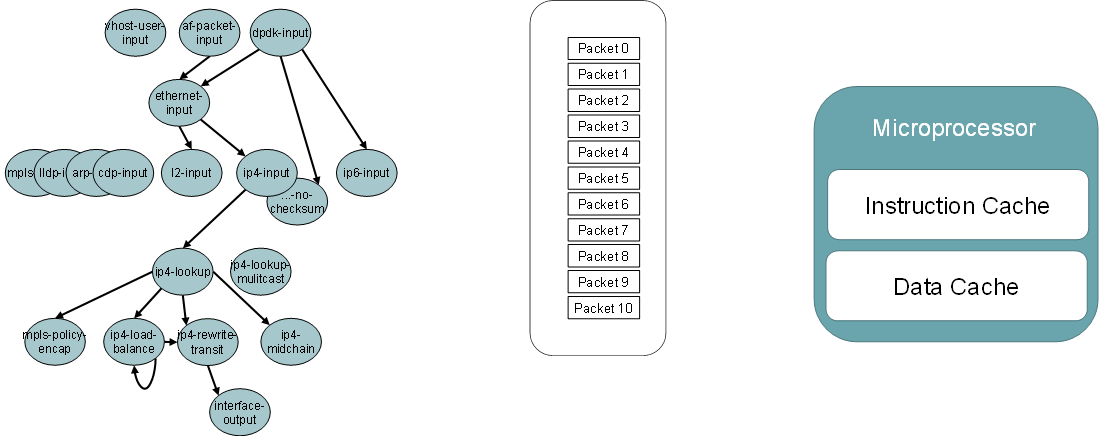 vhost-user-
input
af-packet-
input
dpdk-input
ethernet-
input
mpls-
lldp-i
arp-
cdp-input
l2-input
ip4-input
ip6-input
...-no-
checksum
ip4-lookup
ip4-lookup-
mulitcast
mpls-policy-
encap
ip4-load-
balance
ip4-rewrite-
transit
ip4-
midchain
interface-
output
Packet 0
Packet 1
Packet 2
Packet 3
Packet 4
Packet 5
Packet 6
Packet 7
Packet 8
Packet 9
Packet 10
Microprocessor
Instruction Cache
Data Cache